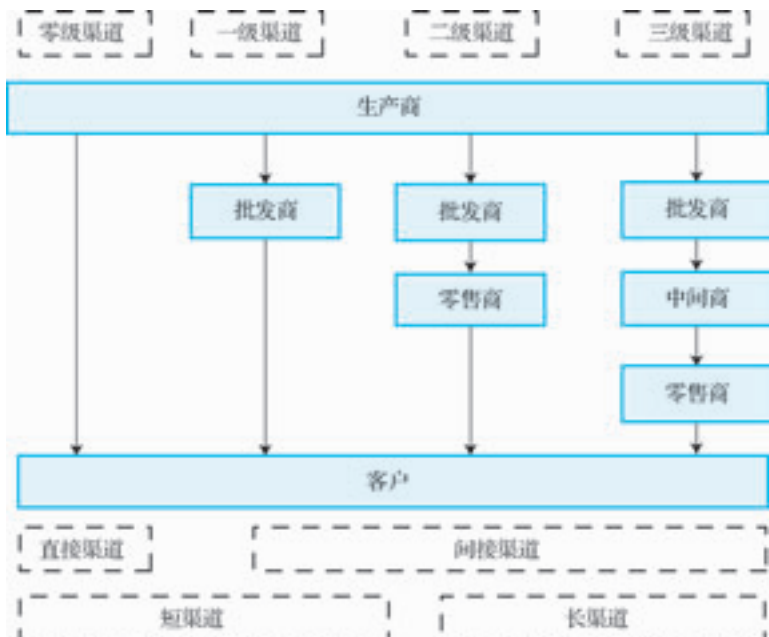 零级渠道 一级渠道 二级渠道 三级渠道
生产商
批发商 批发商 批发商
零售商 中间商
零售商
客户
直接渠道 间接渠道
短渠道 长渠道